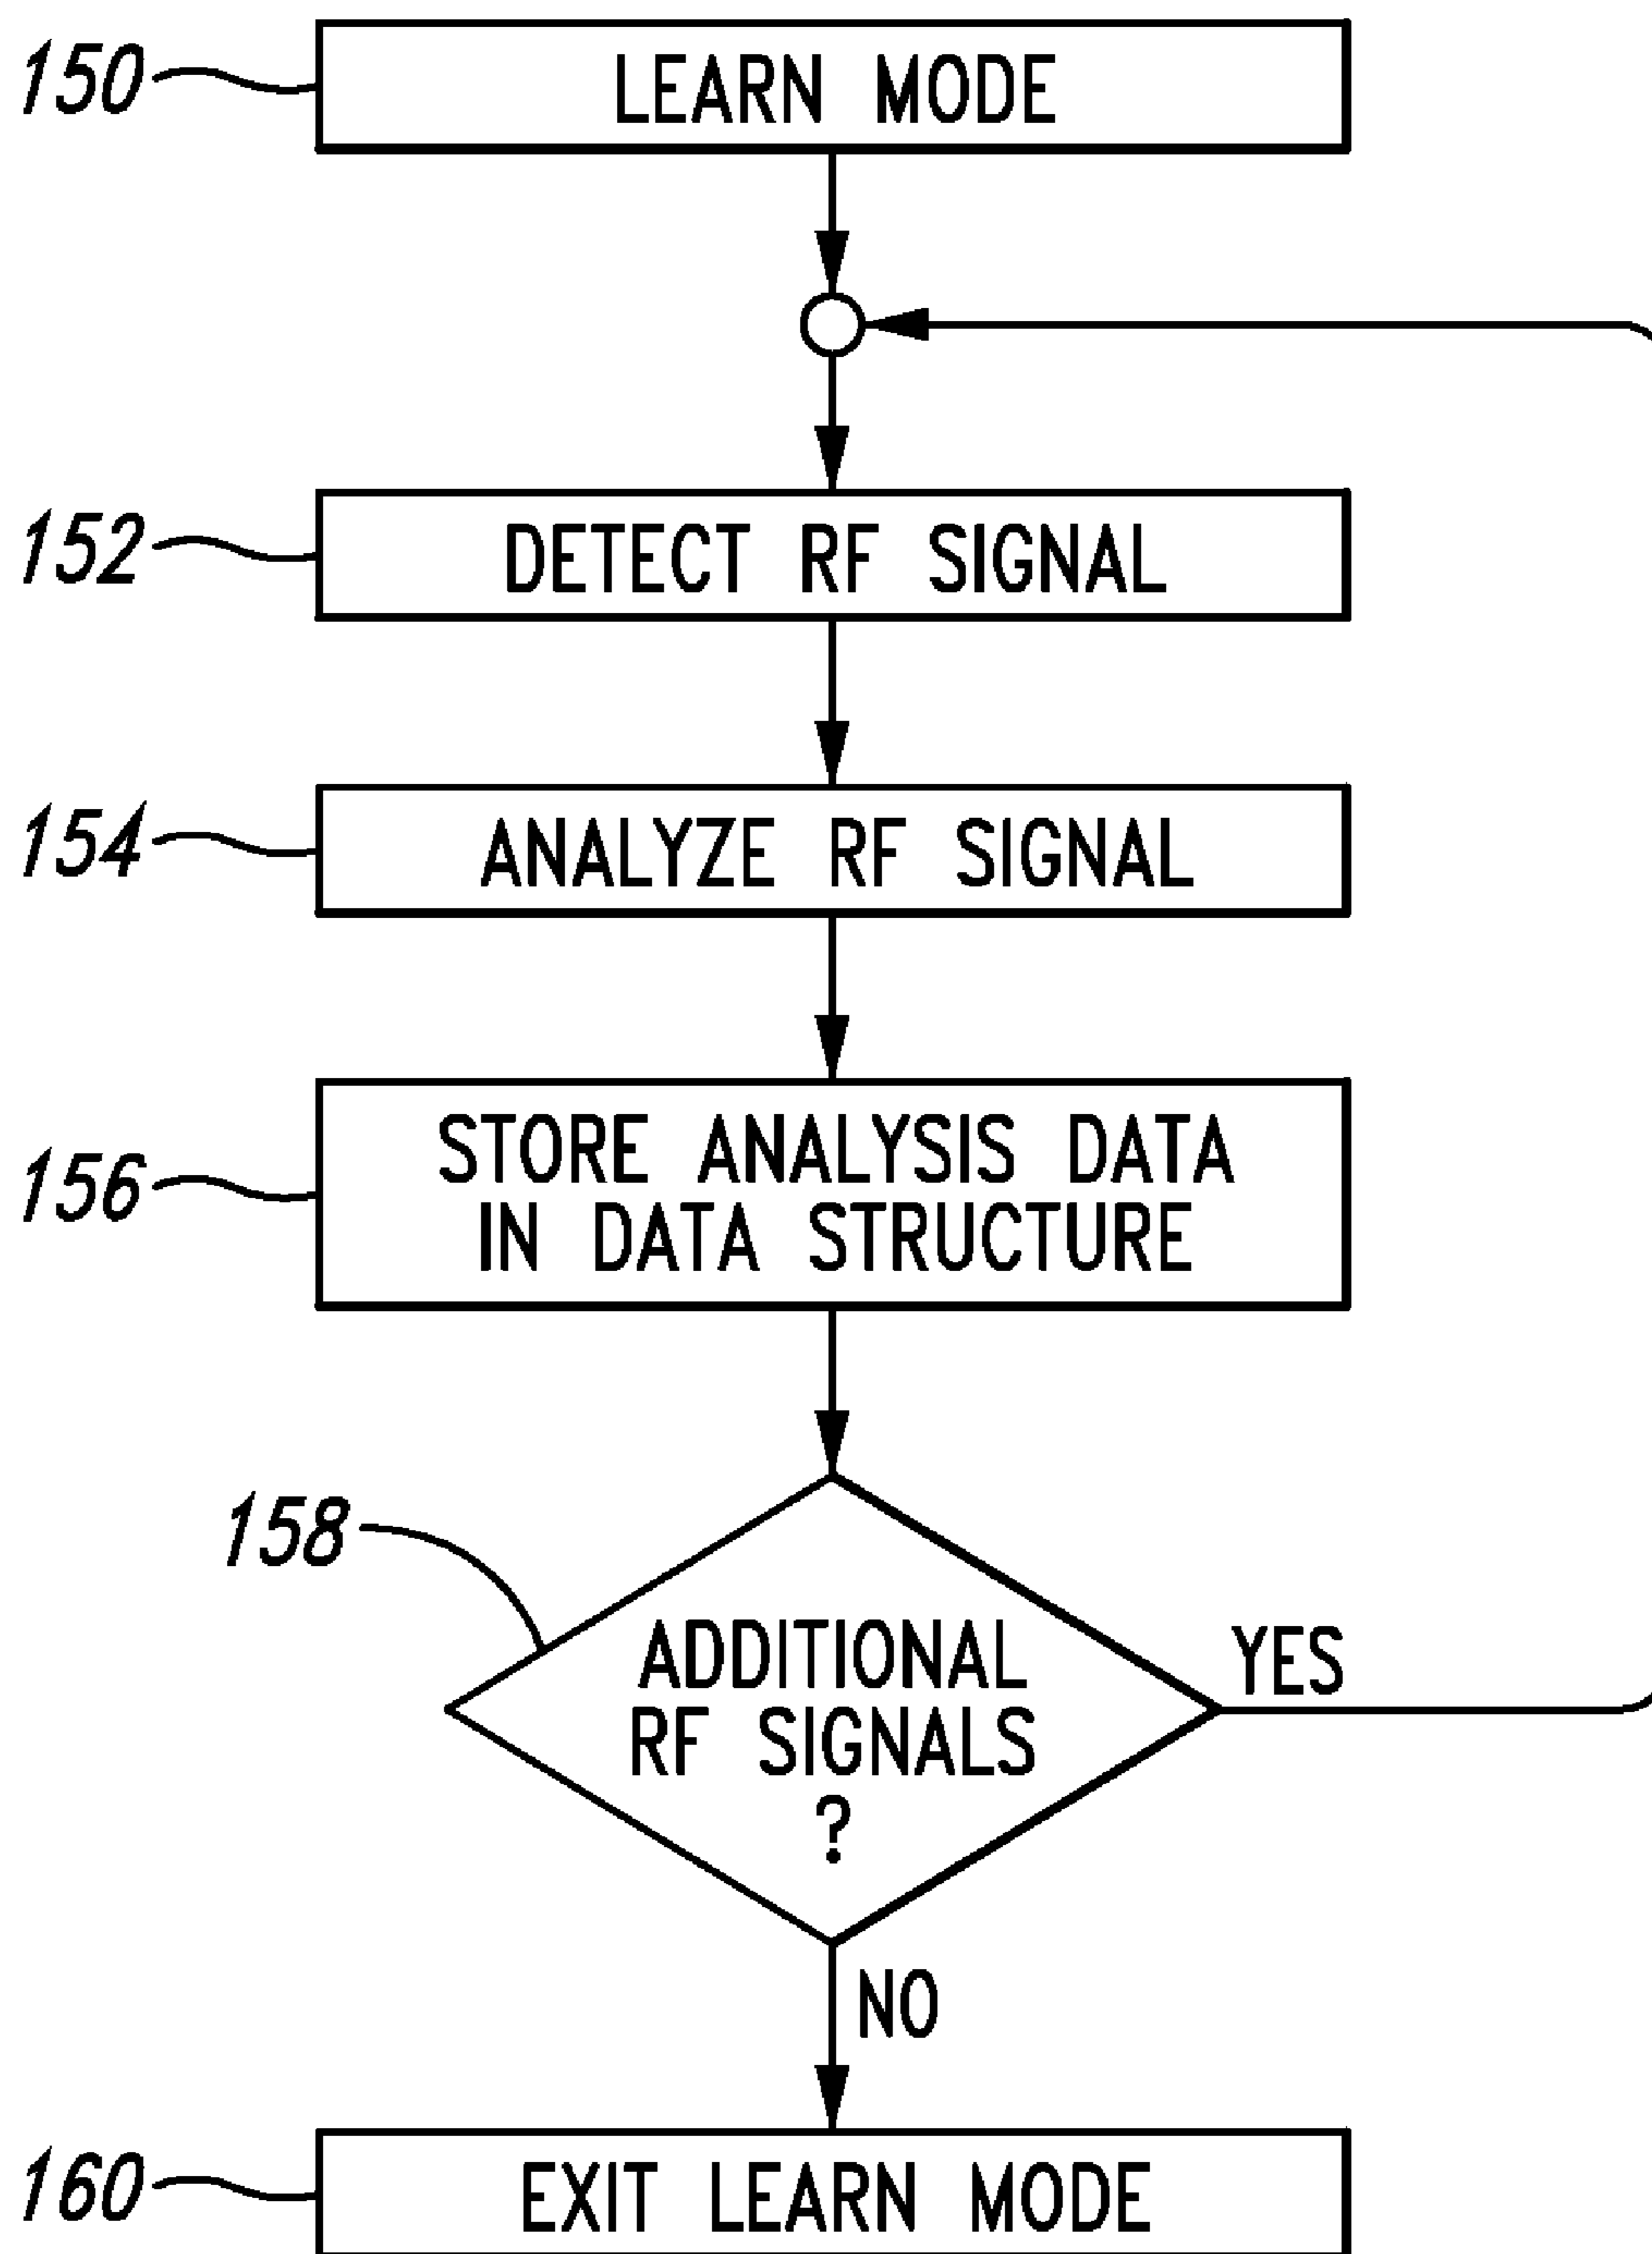 150
LEARN MODE
152
DETECT RF SIGNAL
154
ANALYZE RF SIGNAL
156
STORE ANALYSIS DATA
IN DATA STRUCTURE
158
ADDITIONAL
RF SIGNALS
?
YES
NO
160
EXIT LEARN MODE